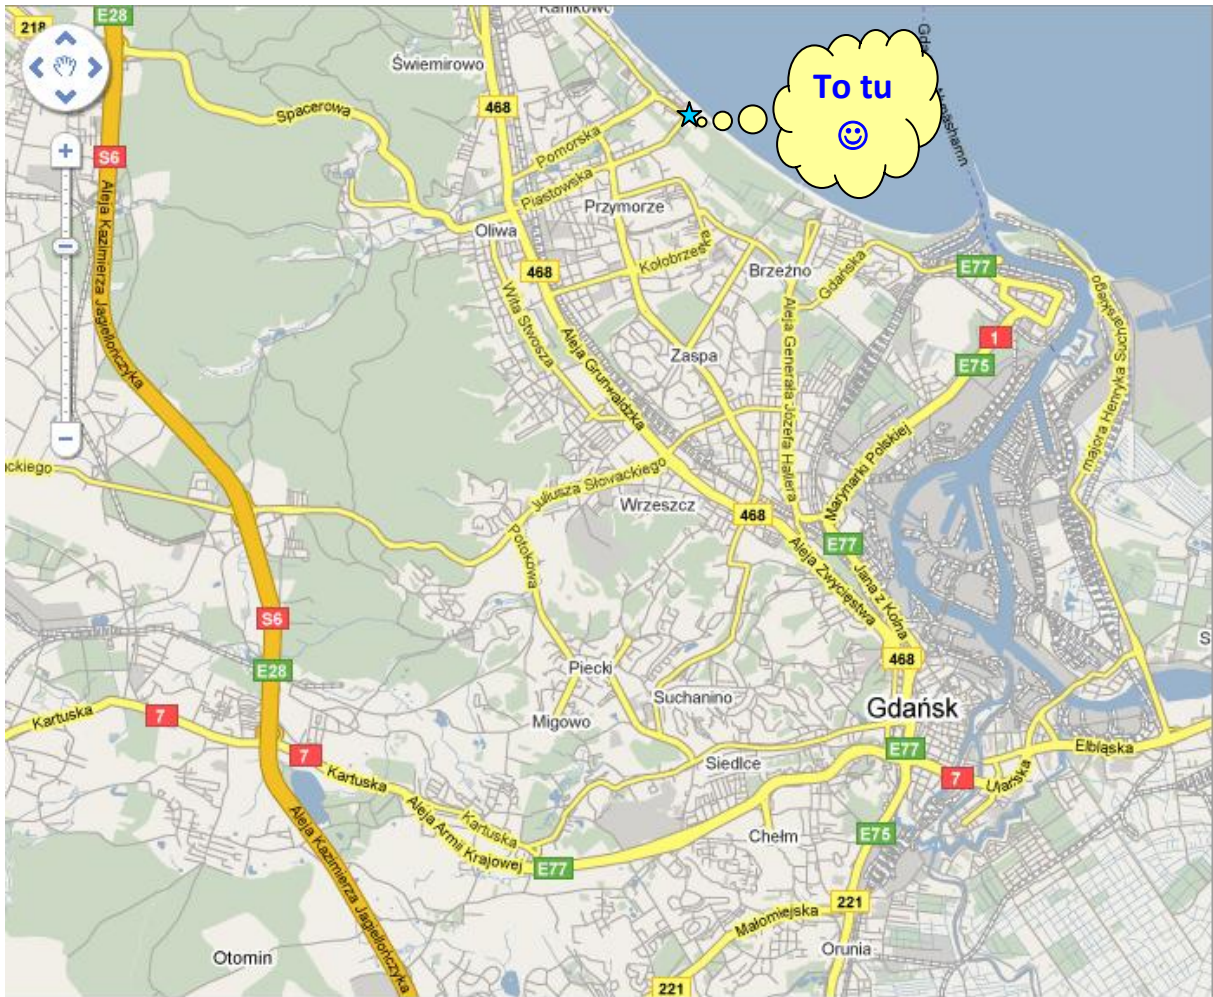 E28
218
Świemirowo
To tu
Spacerowa
468
S6
Pomorska
Piastowska
Przymorze
Oliwa
Aleja Kazimierza Jagiellończyka
Kołobrzeska
468
Brzeźno
Gdańska
E77
Wita Stwosza
Aleja Grunwaldzka
Aleja Generała Józefa Hallera
1
E75
majora Henryka Sucharskiego
Zaspa
Marynarki Polskiej
ckiego
Juliusza Słowackiego
Wrzeszcz
468
Potokowa
E77
Aleja Zwycięstwa
Jana z Kolna
S6
468
E28
Piecki
Suchanino
Gdańsk
Kartuska
7
Migowo
7
E77
Elbląska
Siedlce
7
Kartuska
Aleja Armii Krajowej
Kartuska
Chełm
E75
E77
Aleja Kazimierza Jagiellończyka
221
Małomiejska
Orunia
Otomin
221